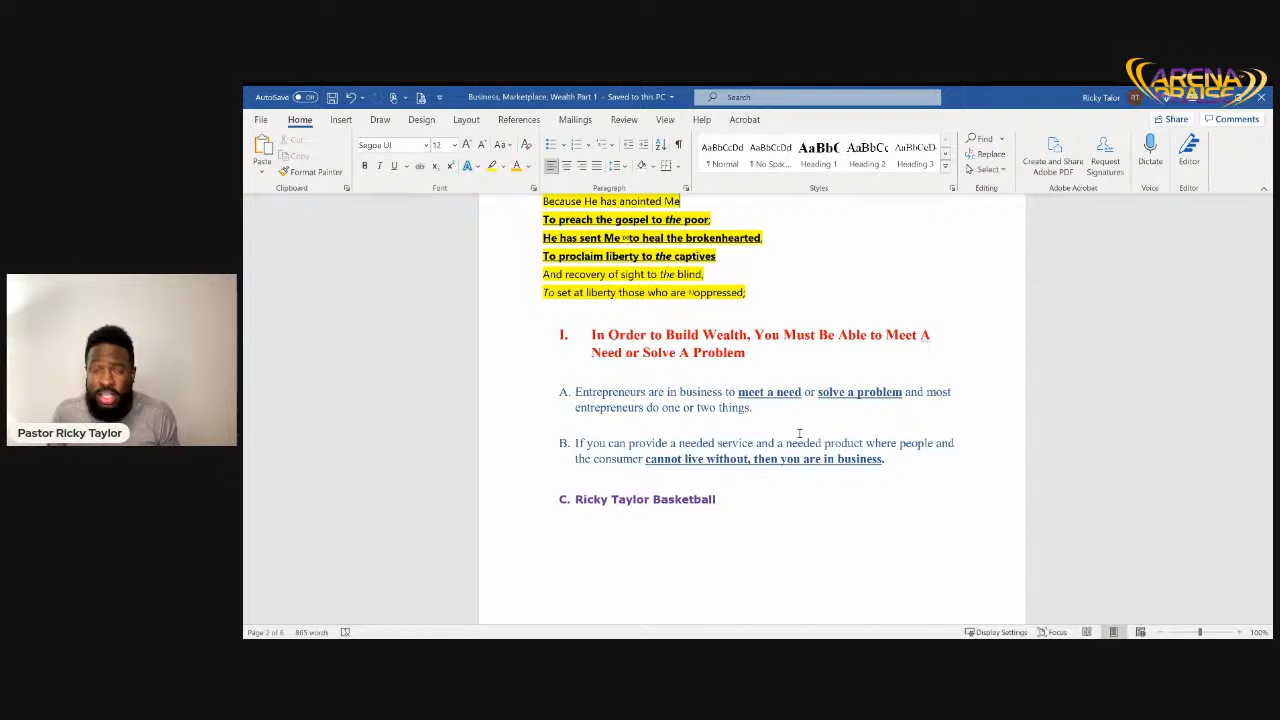 ARENA
PRAISE
AutoSave Off
Business, Marketplace, Wealth Part 1 - Saved to this PC
Search
Ricky Talor
RT
File Home Insert Draw Design Layout References Mailings Review View Help Acrobat
Share Comments
Paste
Cut
Copy
Format Painter
Clipboard
Segoe UI 12
Font
Paragraph
AaBbCcDd AaBbCcDd AaBbC AaBbCc AaBbCcD
¶ Normal ¶ No Spac... Heading 1 Heading 2 Heading 3
Styles
Find
Replace
Select
Editing
Create and Share
Adobe PDF
Request
Signatures
Adobe Acrobat
Dictate
Voice
Editor
Editor
Because He has anointed Me
To preach the gospel to the poor;
He has sent Me to heal the brokenhearted,
To proclaim liberty to the captives
And recovery of sight to the blind,
To set at liberty those who are oppressed;
I. In Order to Build Wealth, You Must Be Able to Meet A
Need or Solve A Problem
A. Entrepreneurs are in business to meet a need or solve a problem and most
entrepreneurs do one or two things.
B. If you can provide a needed service and a needed product where people and
the consumer cannot live without, then you are in business.
C. Ricky Taylor Basketball
Pastor Ricky Taylor
Page 2 of 6 865 words
Display Settings Focus
100%